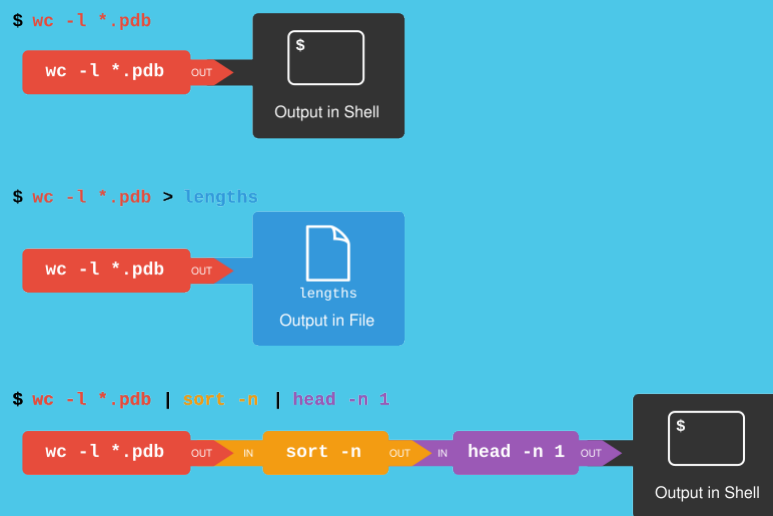 $ wc -l *.pdb
wc -l *.pdb OUT
$
Output in Shell
$ wc -l *.pdb > lengths
wc -l *.pdb OUT
lengths
Output in File
$ wc -l *.pdb | sort -n | head -n 1
wc -l *.pdb OUT IN sort -n OUT IN head -n 1 OUT
$
Output in Shell